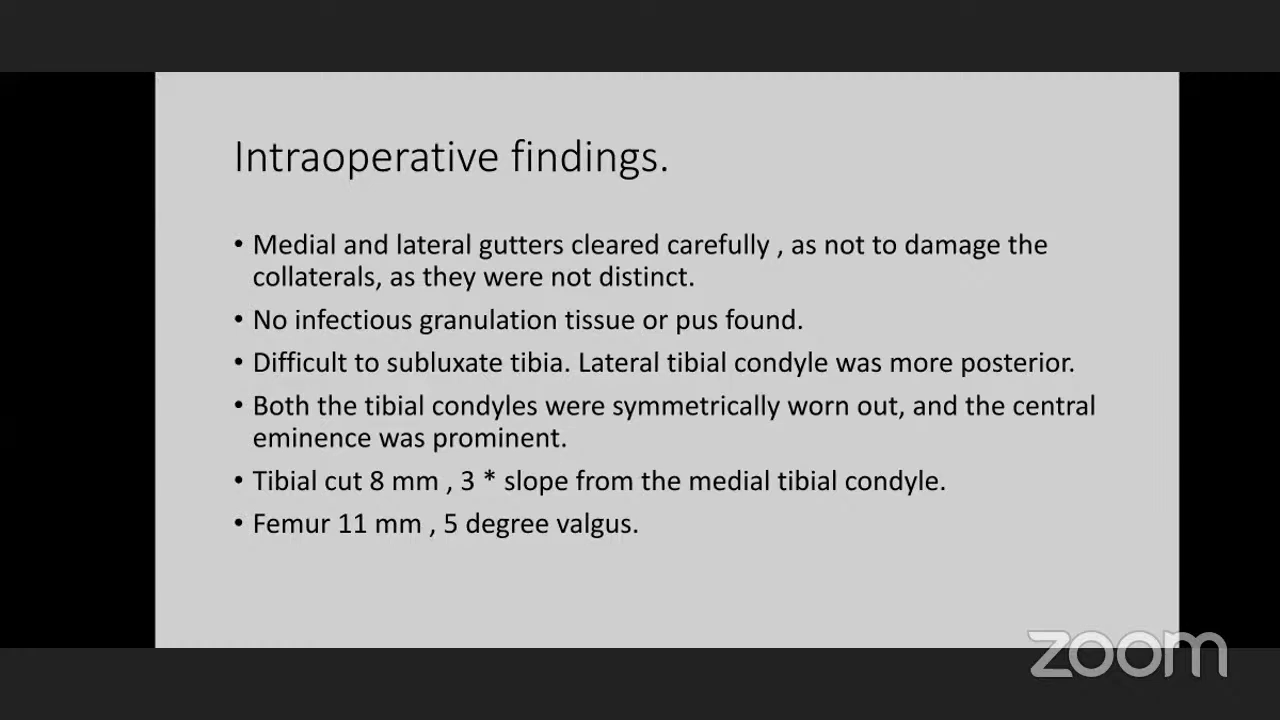 Intraoperative findings.
• Medial and lateral gutters cleared carefully , as not to damage the
collaterals, as they were not distinct.
• No infectious granulation tissue or pus found.
• Difficult to subluxate tibia. Lateral tibial condyle was more posterior.
• Both the tibial condyles were symmetrically worn out, and the central
eminence was prominent.
• Tibial cut 8 mm , 3 * slope from the medial tibial condyle.
• Femur 11 mm , 5 degree valgus.
zoom